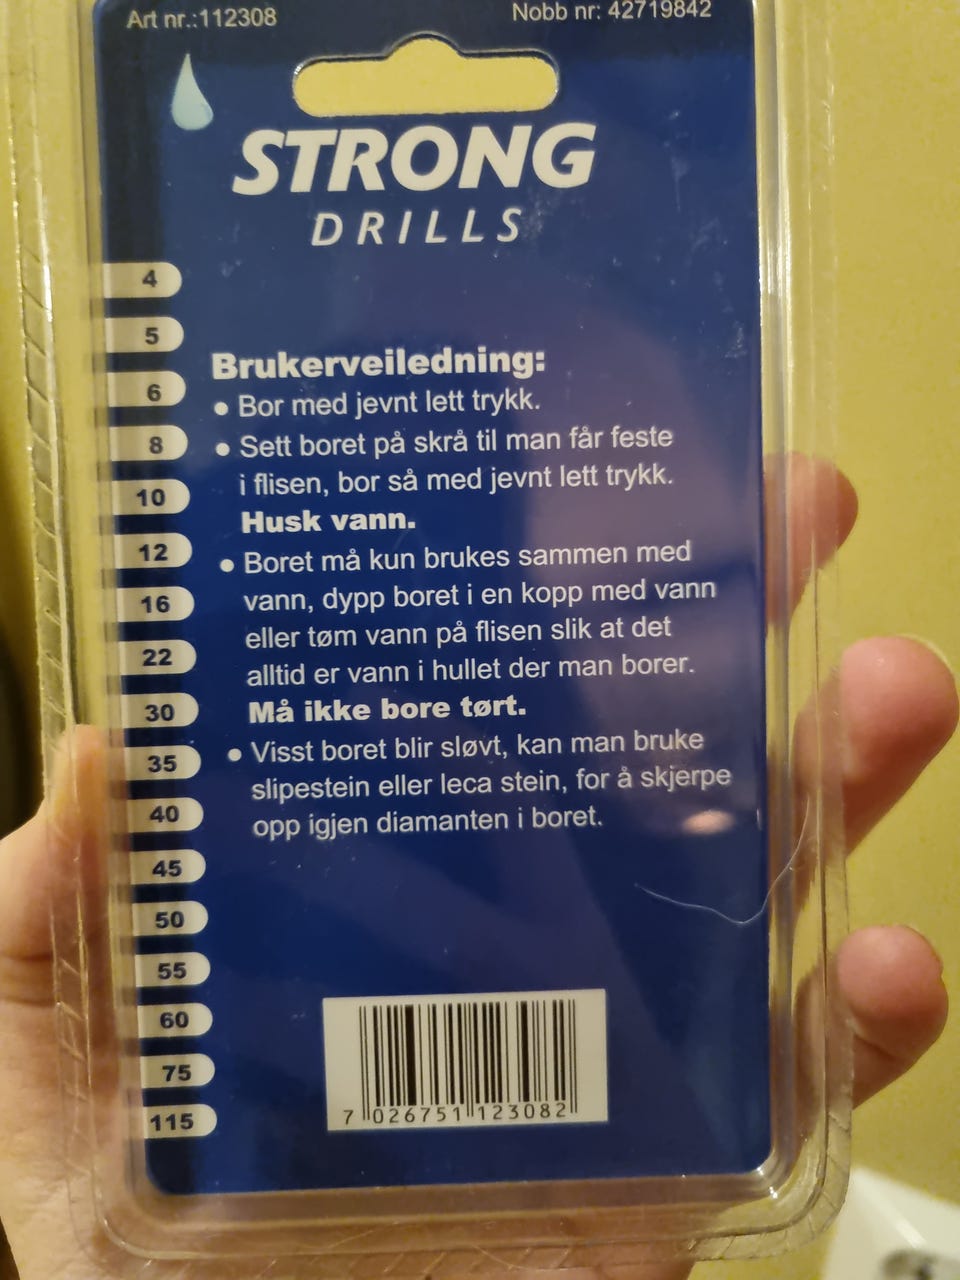 Art nr.:112308
Nobb nr: 42719842
STRONG
DRILLS
4
5
6
8
10
12
16
22
30
35
40
45
50
55
60
75
115
Brukerveiledning:
• Bor med jevnt lett trykk.
• Sett boret på skrå til man får feste
i flisen, bor så med jevnt lett trykk.
Husk vann.
• Boret må kun brukes sammen med
vann, dypp boret i en kopp med vann
eller tøm vann på flisen slik at det
alltid er vann i hullet der man borer.
Må ikke bore tørt.
• Visst boret blir sløvt, kan man bruke
slipestein eller leca stein, for å skjerpe
opp igjen diamanten i boret.
7 026751 123082